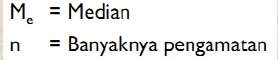 Mₑ = Median
n = Banyaknya pengamatan